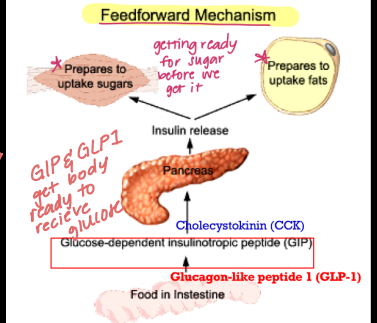 Feedforward Mechanism
getting ready
for sugar
before we
get it
* Prepares to
uptake sugars
* Prepares to
uptake fats
Insulin release
GIP & GLP1
get body
ready to
recieve
glucose
Pancreas
Cholecystokinin (CCK)
Glucose-dependent insulinotropic peptide (GIP)
Glucagon-like peptide 1 (GLP-1)
Food in Instestine